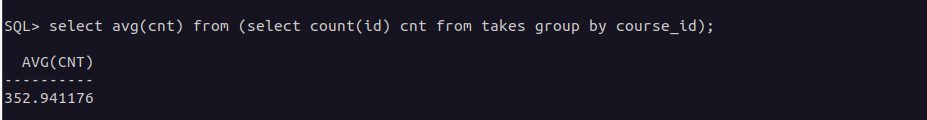 SQL> select avg(cnt) from (select count(id) cnt from takes group by course_id);
AVG(CNT)
----------
352.941176